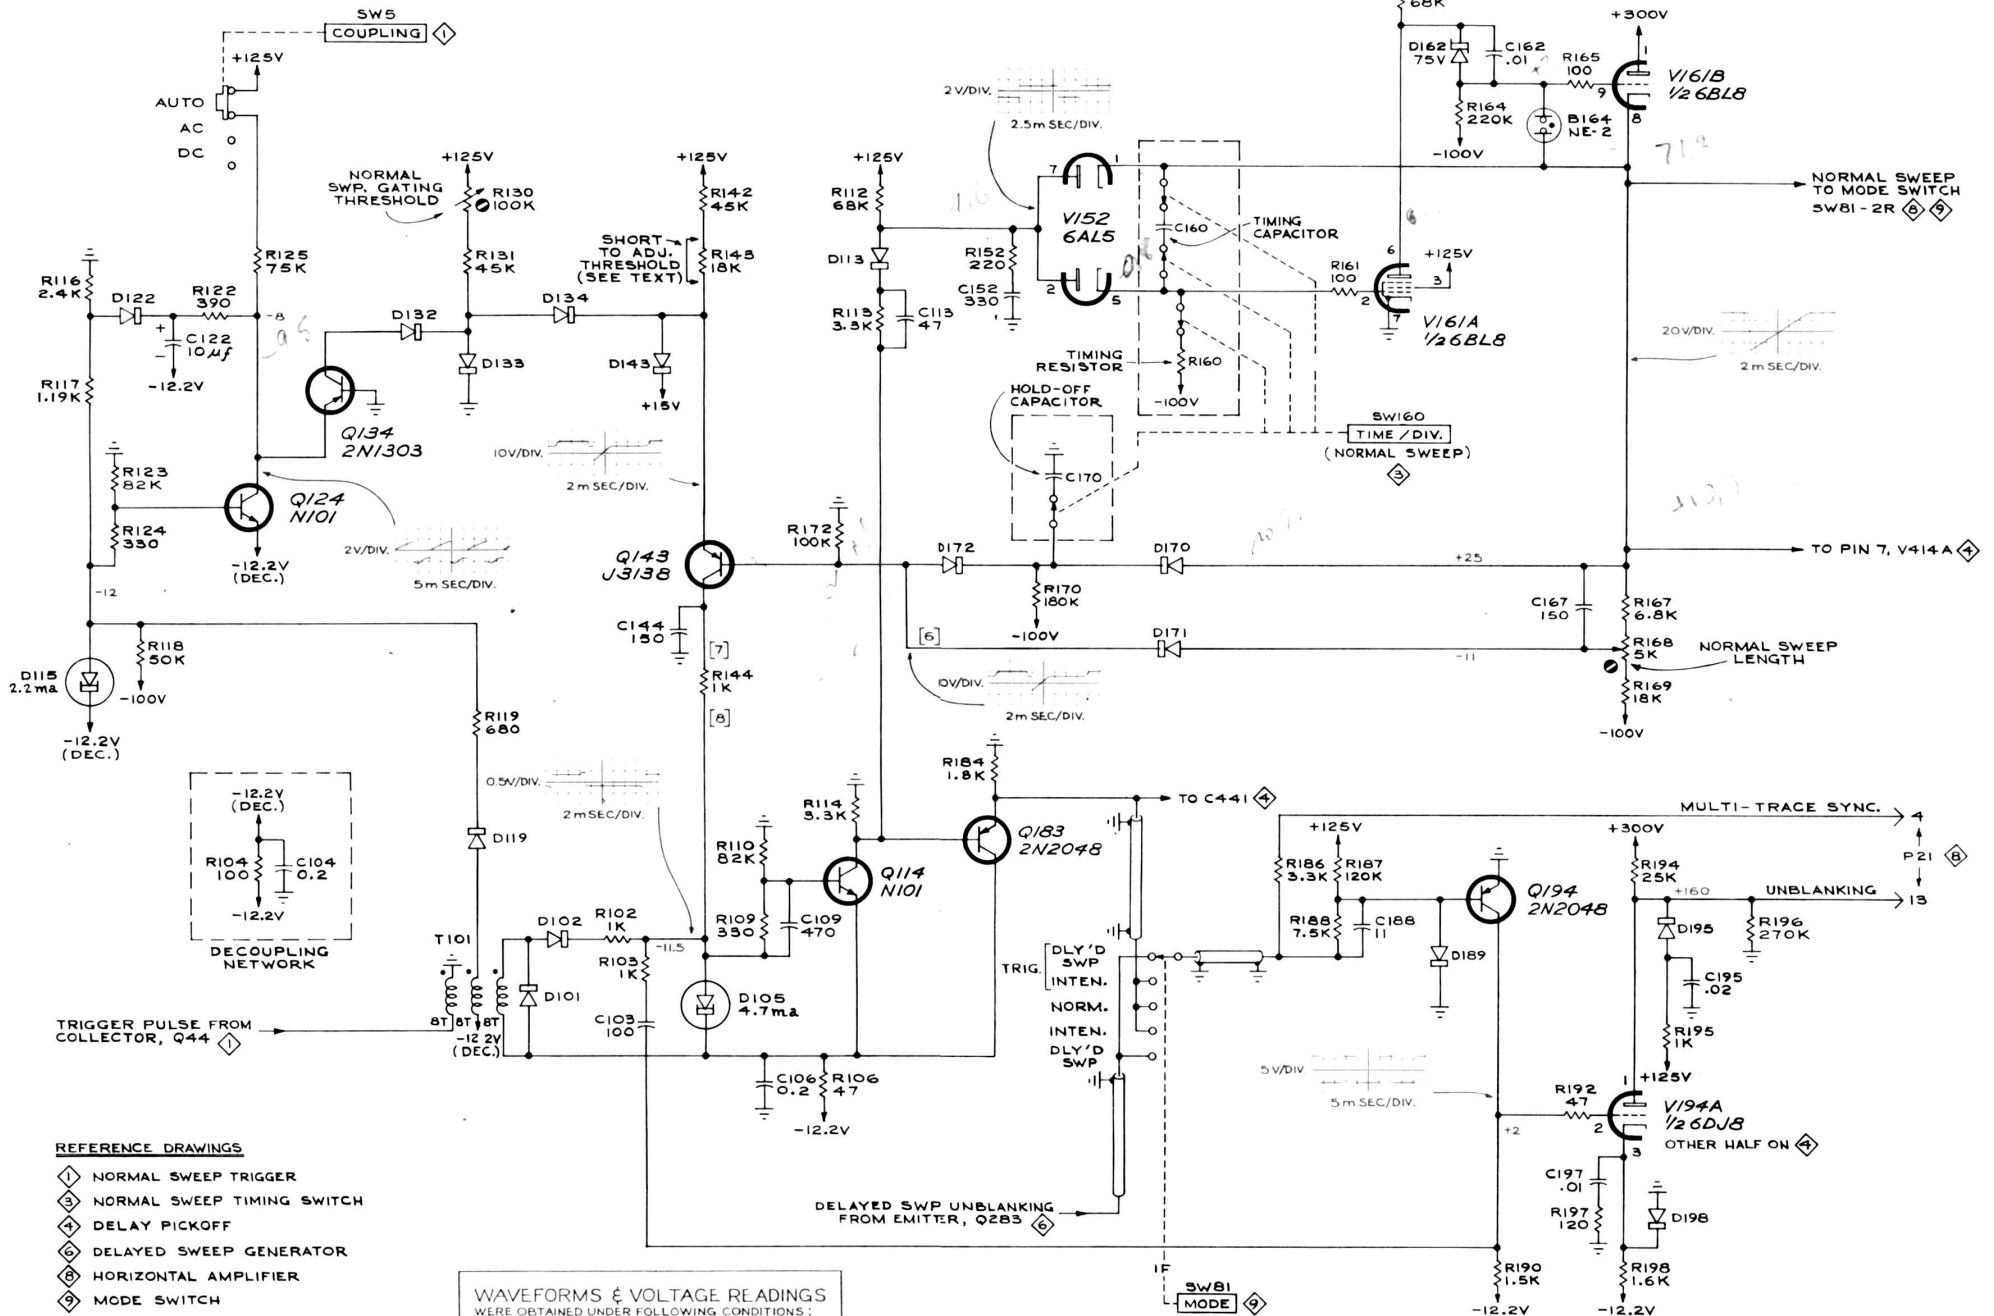 SW5
COUPLING 1
+125V
AUTO
AC
DC
R116
2.4K
D122
R122
390
R125
75K
-8
+
C122
10µf
-
-12.2V
R117
1.19K
R123
82K
R124
330
Q124
N101
-12.2V
(DEC.)
-12
D115
2.2ma
-12.2V
(DEC.)
R118
50K
-100V
NORMAL
SWP. GATING
THRESHOLD
+125V
R130
100K
R131
45K
D132
D134
D133
Q134
2N1303
2V/DIV.
5m SEC/DIV.
+125V
R142
45K
SHORT
TO ADJ.
THRESHOLD
(SEE TEXT)
R143
18K
D143
+15V
10V/DIV.
2m SEC/DIV.
Q143
J3138
C144
150
[7]
R144
1K
[8]
R119
680
D119
0.5V/DIV.
2m SEC/DIV.
-12.2V
(DEC.)
R104
100
C104
0.2
-12.2V
DECOUPLING
NETWORK
TRIGGER PULSE FROM
COLLECTOR, Q44 1
T101
8T 8T 8T
-12.2V
(DEC.)
D101
D102
R102
1K
-11.5
R103
1K
C103
100
D105
4.7ma
R110
82K
R109
330
C109
470
R114
3.3K
Q114
N101
C106
0.2
R106
47
-12.2V
2V/DIV.
2.5m SEC/DIV.
+125V
R112
68K
D113
R113
3.3K
C113
47
R152
220
C152
330
7
1
V152
6AL5
2
5
C160
TIMING
CAPACITOR
TIMING
RESISTOR
R160
-100V
HOLD-OFF
CAPACITOR
C170
SW160
TIME/DIV.
(NORMAL SWEEP)
3
68K
D162
75V
C162
.01
R165
100
9
+300V
1
V161B
1/2 6BL8
8
R164
220K
-100V
B164
NE-2
R161
100
6
+125V
3
2
7
V161A
1/2 6BL8
NORMAL SWEEP
TO MODE SWITCH
SW81-2R 8 9
20V/DIV.
2m SEC/DIV.
R172
100K
D172
D170
+25
TO PIN 7, V414A 4
R170
180K
-100V
[6]
D171
-11
C167
150
R167
6.8K
R168
5K
NORMAL SWEEP
LENGTH
R169
18K
-100V
10V/DIV.
2m SEC/DIV.
R184
1.8K
TO C441 4
Q183
2N2048
TRIG.
DLY'D
SWP
INTEN.
NORM.
INTEN.
DLY'D
SWP
DELAYED SWP UNBLANKING
FROM EMITTER, Q283 6
1F
SW81
MODE 9
MULTI-TRACE SYNC.
4
P21 8
UNBLANKING
13
+125V
R186
3.3K
R187
120K
R188
7.5K
C188
11
D189
Q194
2N2048
+300V
R194
25K
+160
D195
R196
270K
C195
.02
R195
1K
+125V
5V/DIV
5m SEC/DIV.
R192
47
+2
1
2
3
V194A
1/2 6DJ8
OTHER HALF ON 4
C197
.01
R197
120
D198
R190
1.5K
-12.2V
R198
1.6K
-12.2V
REFERENCE DRAWINGS
1 NORMAL SWEEP TRIGGER
3 NORMAL SWEEP TIMING SWITCH
4 DELAY PICKOFF
6 DELAYED SWEEP GENERATOR
8 HORIZONTAL AMPLIFIER
9 MODE SWITCH
WAVEFORMS & VOLTAGE READINGS
WERE OBTAINED UNDER FOLLOWING CONDITIONS: